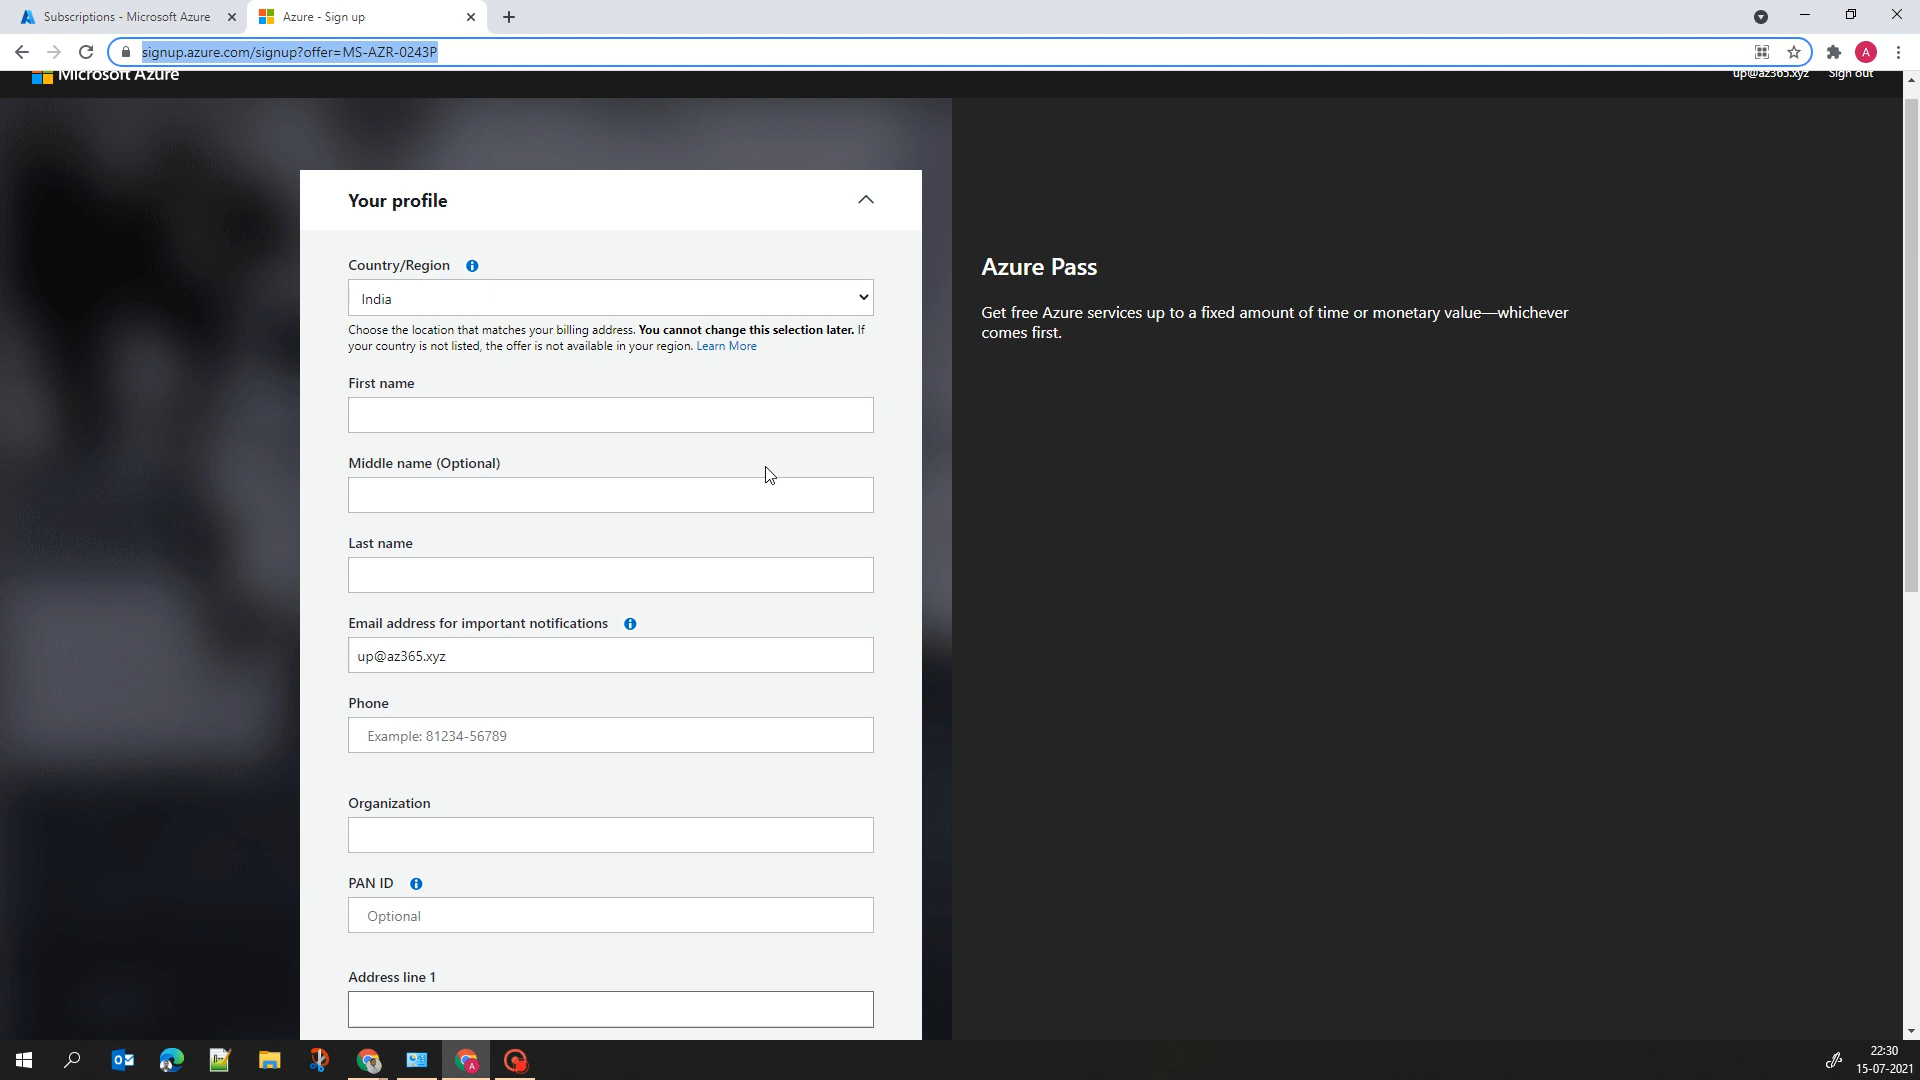 Subscriptions - Microsoft Azure
Azure - Sign up
signup.azure.com/signup?offer=MS-AZR-0243P
A
Microsoft Azure
up@az365.xyz
Sign out
Your profile
Country/Region
India
Choose the location that matches your billing address. You cannot change this selection later. If
your country is not listed, the offer is not available in your region. Learn More
First name
Middle name (Optional)
Last name
Email address for important notifications
up@az365.xyz
Phone
Example: 81234-56789
Organization
PAN ID
Optional
Address line 1
Azure Pass
Get free Azure services up to a fixed amount of time or monetary value—whichever
comes first.
22:30
15-07-2021